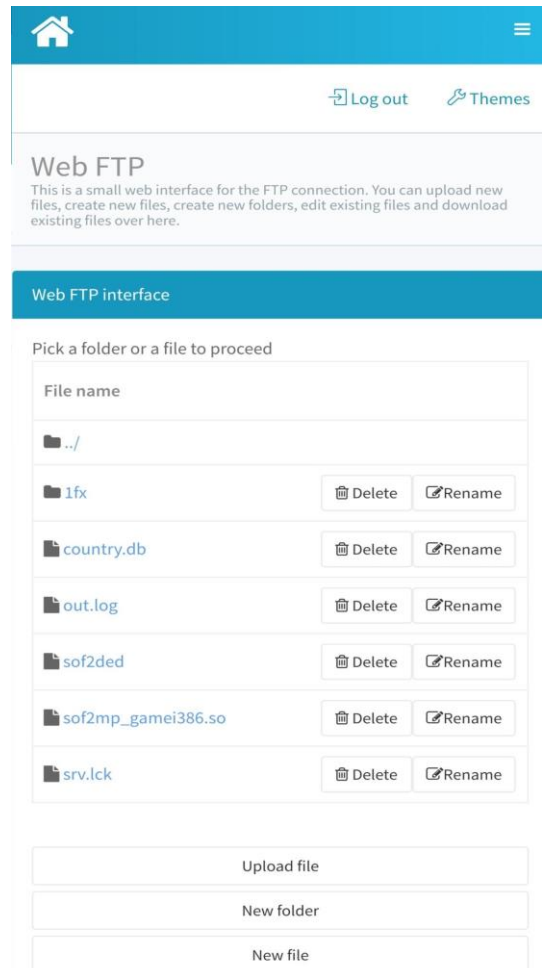 Log out Themes
Web FTP
This is a small web interface for the FTP connection. You can upload new
files, create new files, create new folders, edit existing files and download
existing files over here.
Web FTP interface
Pick a folder or a file to proceed
File name
../
1fx Delete Rename
country.db Delete Rename
out.log Delete Rename
sof2ded Delete Rename
sof2mp_gamei386.so Delete Rename
srv.lck Delete Rename
Upload file
New folder
New file